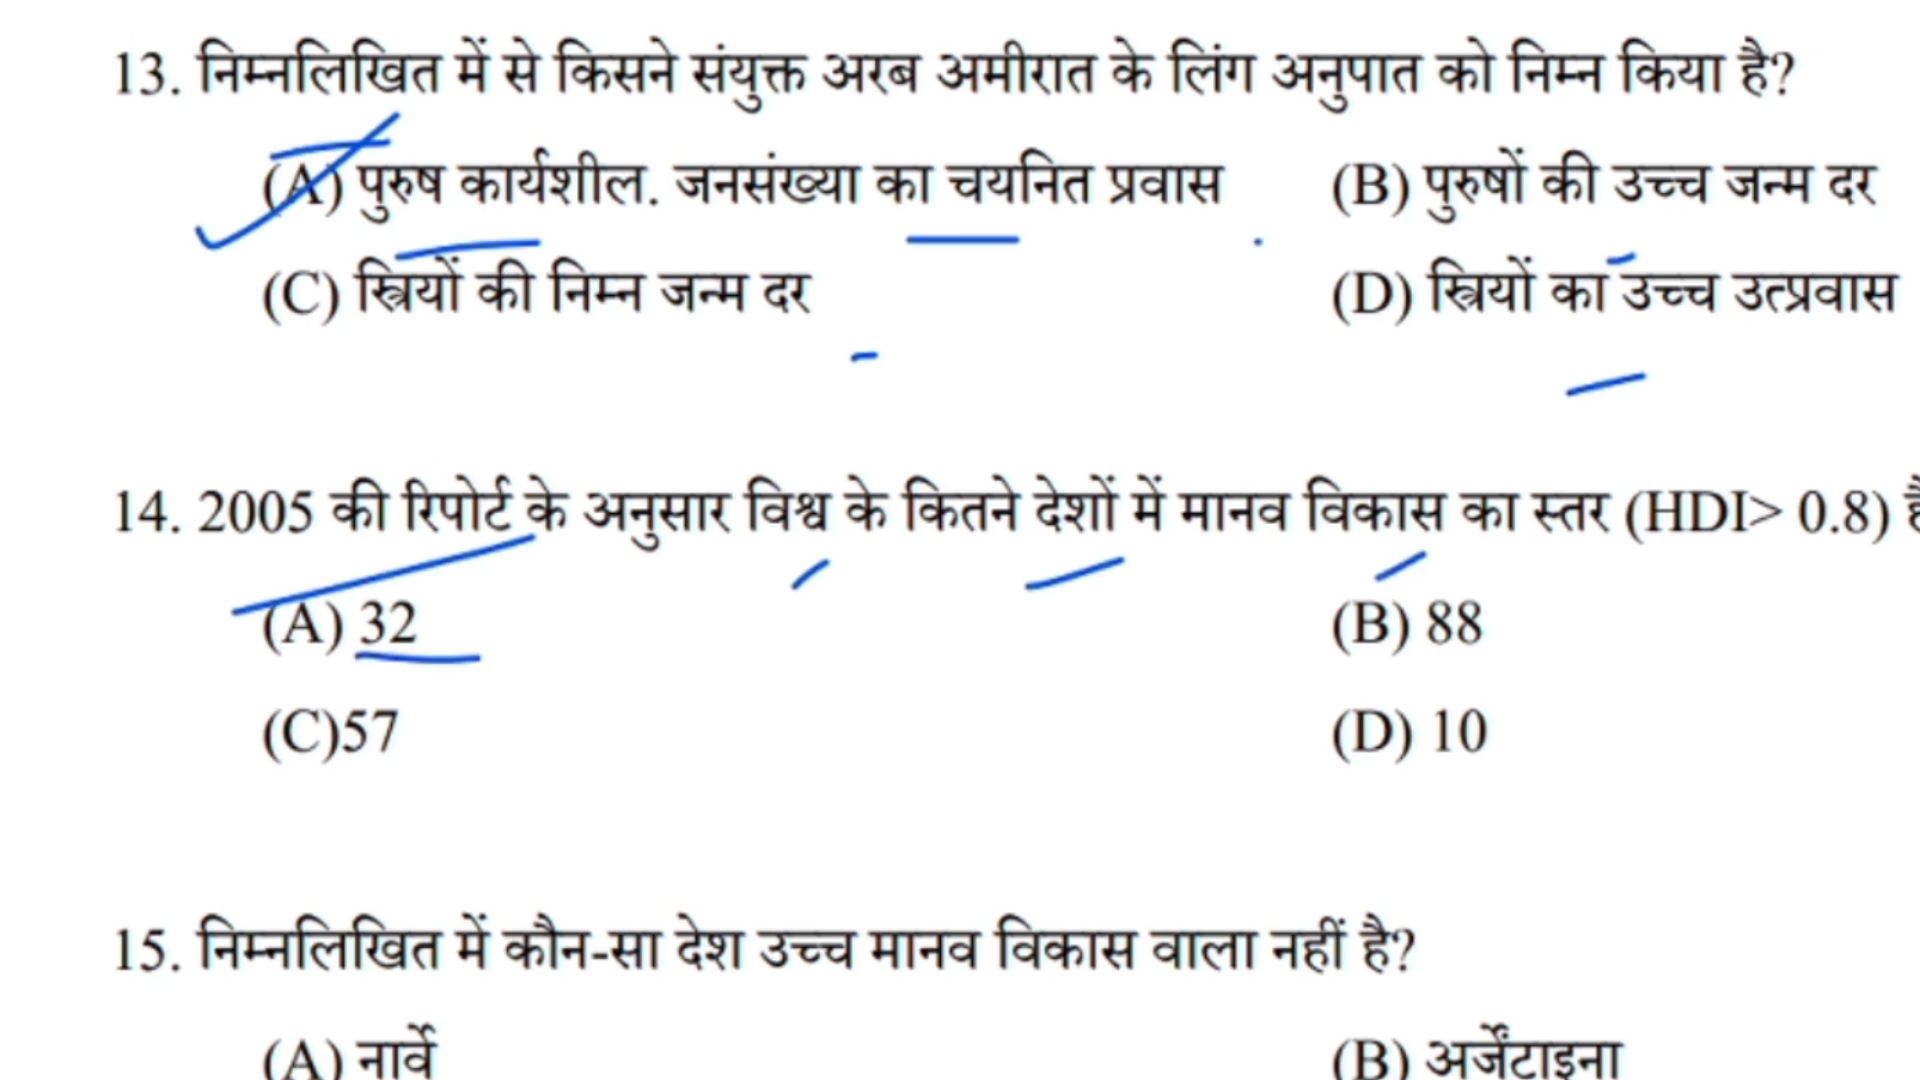 13. निम्नलिखित में से किसने संयुक्त अरब अमीरात के लिंग अनुपात को निम्न किया है?
(A) पुरुष कार्यशील. जनसंख्या का चयनित प्रवास (B) पुरुषों की उच्च जन्म दर
(C) स्त्रियों की निम्न जन्म दर (D) स्त्रियों का उच्च उत्प्रवास
14. 2005 की रिपोर्ट के अनुसार विश्व के कितने देशों में मानव विकास का स्तर (HDI> 0.8)
(A) 32 (B) 88
(C)57 (D) 10
15. निम्नलिखित में कौन-सा देश उच्च मानव विकास वाला नहीं है?
(A) नार्वे (B) अर्जेंटाइना